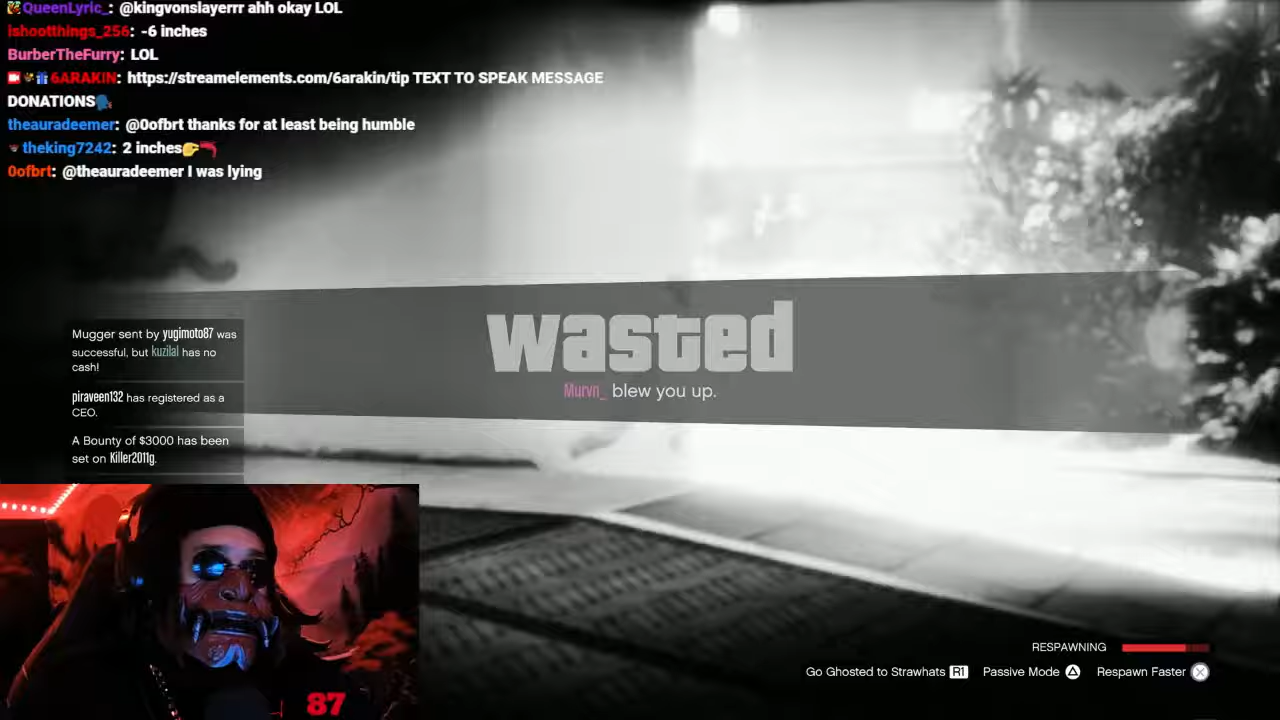 QueenLyric_: @kingvonslayerrr ahh okay LOL
ishootthings_256: -6 inches
BurberTheFurry: LOL
6ARAKIN: https://streamelements.com/6arakin/tip TEXT TO SPEAK MESSAGE
DONATIONS🗣️
theauradeemer: @0ofbrt thanks for at least being humble
theking7242: 2 inches🤏🦐
0ofbrt: @theauradeemer I was lying
wasted
Murvn_ blew you up.
Mugger sent by yugimoto87 was
successful, but kuzilal has no
cash!
piraveen132 has registered as a
CEO.
A Bounty of $3000 has been
set on Killer2011g.
87
RESPAWNING
Go Ghosted to Strawhats R1 Passive Mode Respawn Faster